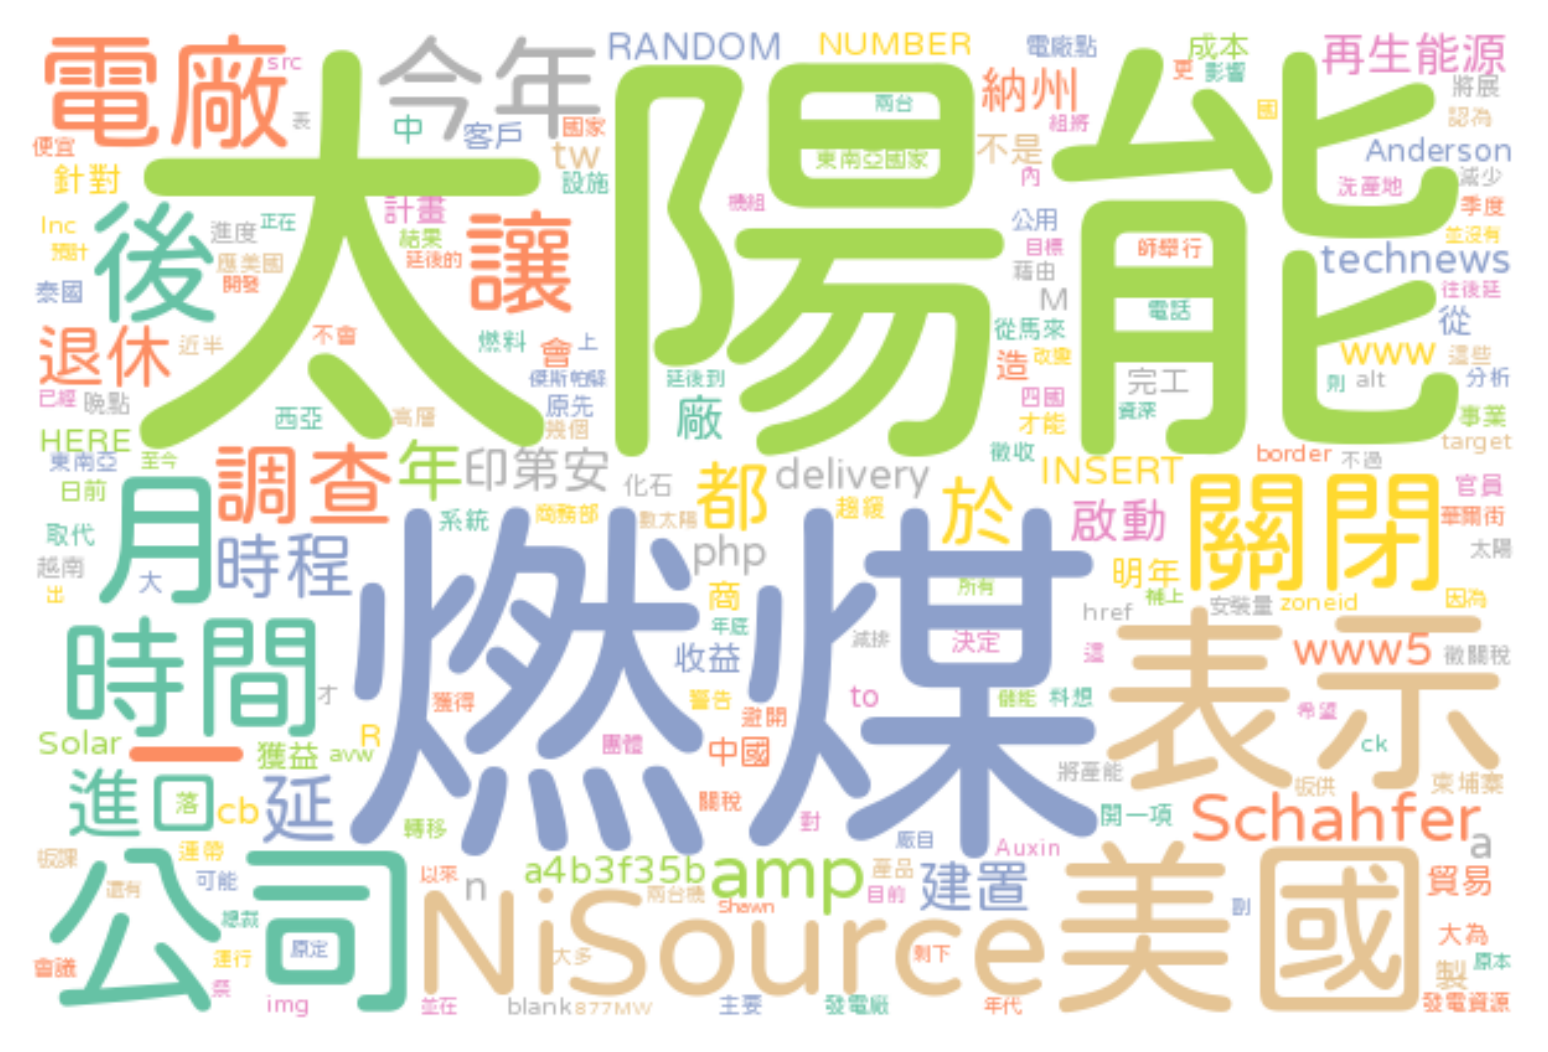 電廠
src
今年
RANDOM
NUMBER
電廠點
成本
再生能源
太陽能
表
中
客戶
國家
兩台
納州
組將
更
影響
國
將展
認為
便宜
針對
tw
設施
東南亞國家
不是
內
Anderson
洗產地
減少
Inc
預計
後
進度
正在
應美國
開發
計畫
結果
延後的
讓
機組
公用
目標
藉由
M
師舉行
電話
季度
並沒有
technews
往後延
泰國
退休
近半
不會
燃料
會
上
從馬來
造
改變
從
www
這些
已經
晚點
西亞
高層
傑斯帕醛
原先
幾個
延後到
廠
四國
才能
完工
資深
則
alt
分析
事業
HERE
東南亞
至今
調查
年
印第安
化石
都
delivery
徵收
INSERT
border
不過
target
日前
取代
月
時程
系統
商務部
數太陽
php
趨緩
於
啟動
關閉
官員
華爾街
太陽
越南
出
大
燃煤
商
年底
所有
明年
補上
href
安裝量
zoneid
因為
時間
才
收益
減排
決定
這
表示
www5
徵關稅
獲得
警告
避開
to
儲能
料想
希望
Solar
一
獲益
avw
R
團體
中國
將產能
ck
板供
柬埔寨
進口
落
cb
延
轉移
關稅
對
廠目
開一項
Schahfer
板課
連帶
還有
可能
以來
n
a4b3f35b
兩台機
amp
產品
目前
Auxin
建置
a
貿易
公司
總裁
原定
Shawn
NiSource
副
美國
大為
會議
運行
祭
大多
剩下
製
原本
img
並在
blank
877MW
主要
發電廠
年代
發電資源